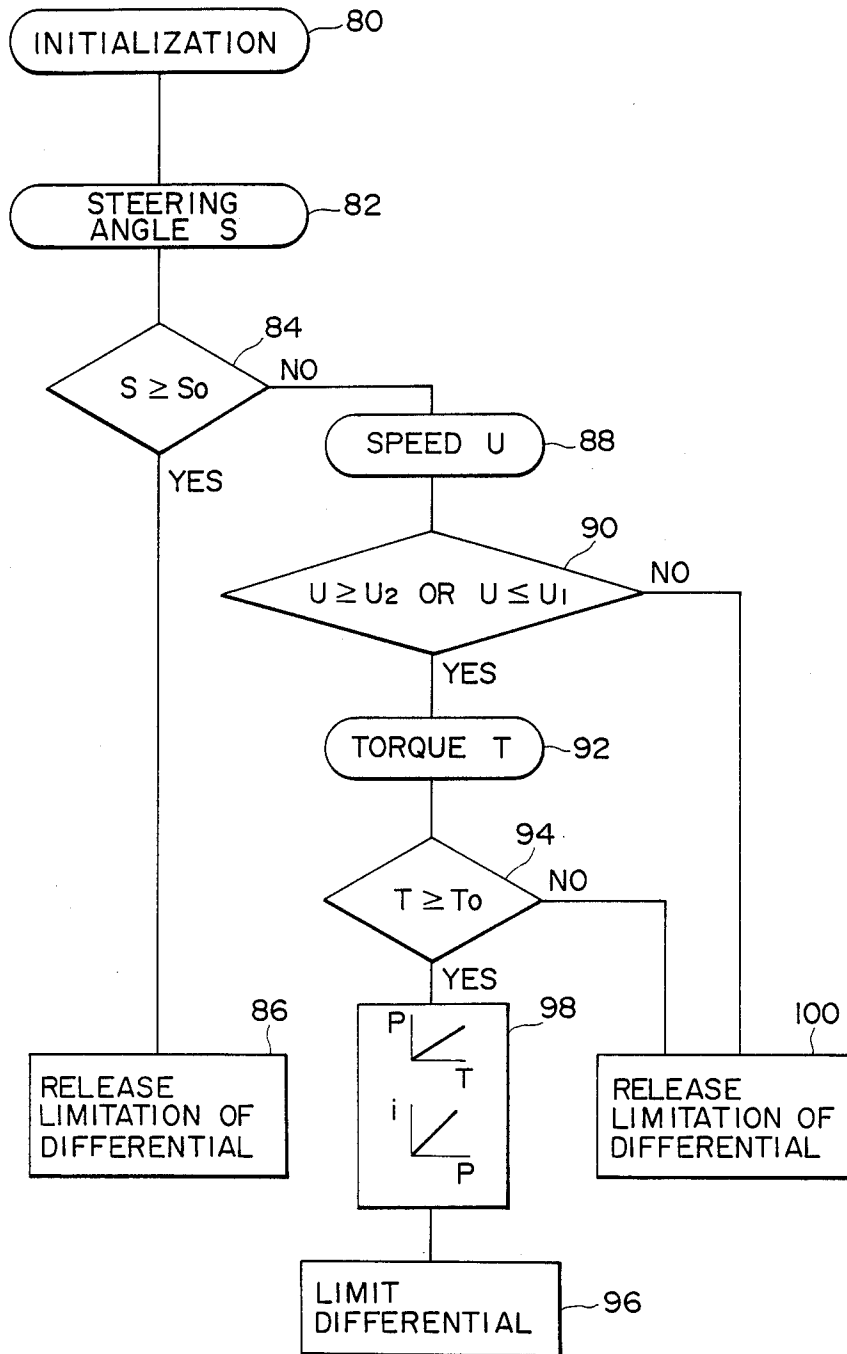 INITIALIZATION
80
STEERING
ANGLE S
82
84
S ≥ So
NO
YES
SPEED U
88
90
U ≥ U2 OR U ≤ U1
NO
YES
TORQUE T
92
94
T ≥ To
NO
YES
86
RELEASE
LIMITATION OF
DIFFERENTIAL
98
P
T
i
P
100
RELEASE
LIMITATION OF
DIFFERENTIAL
LIMIT
DIFFERENTIAL
96